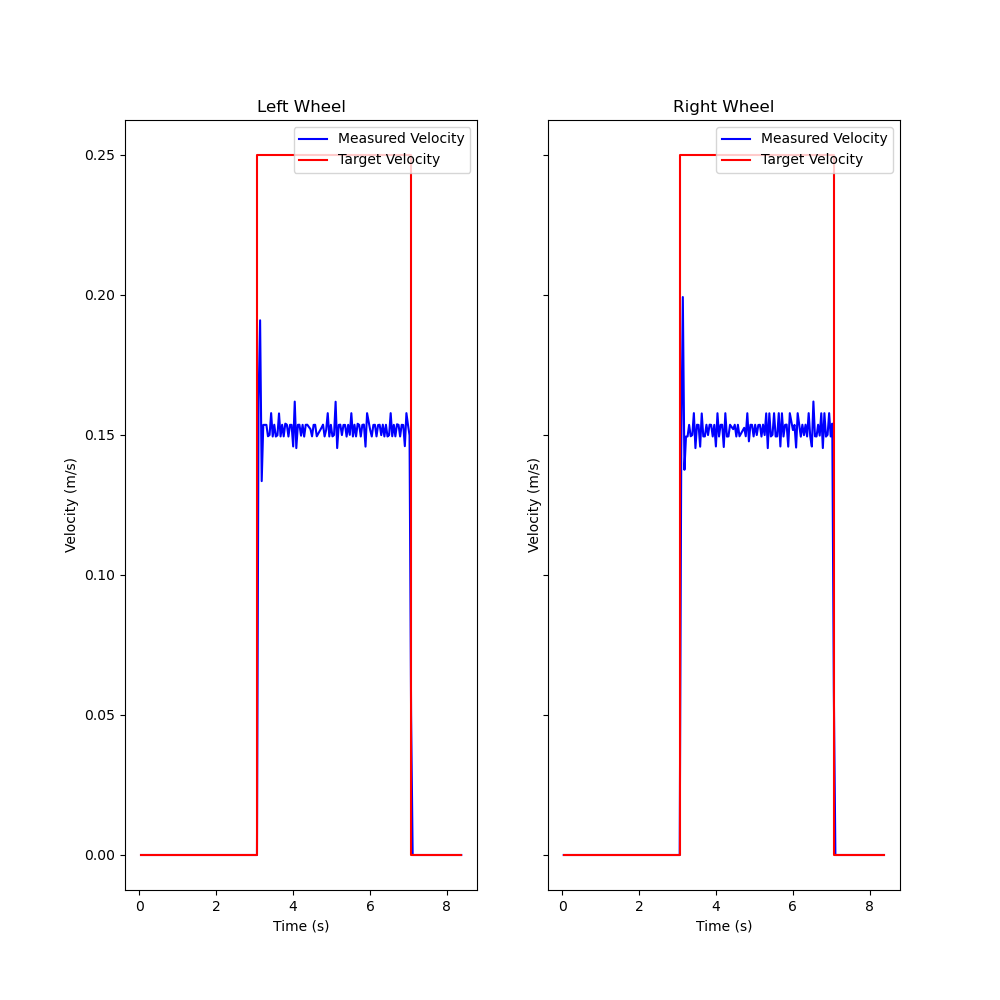 Left Wheel
Measured Velocity
Target Velocity
0.25
0.20
0.15
0.10
0.05
0.00
Velocity (m/s)
0 2 4 6 8
Time (s)
Right Wheel
Measured Velocity
Target Velocity
Velocity (m/s)
0 2 4 6 8
Time (s)